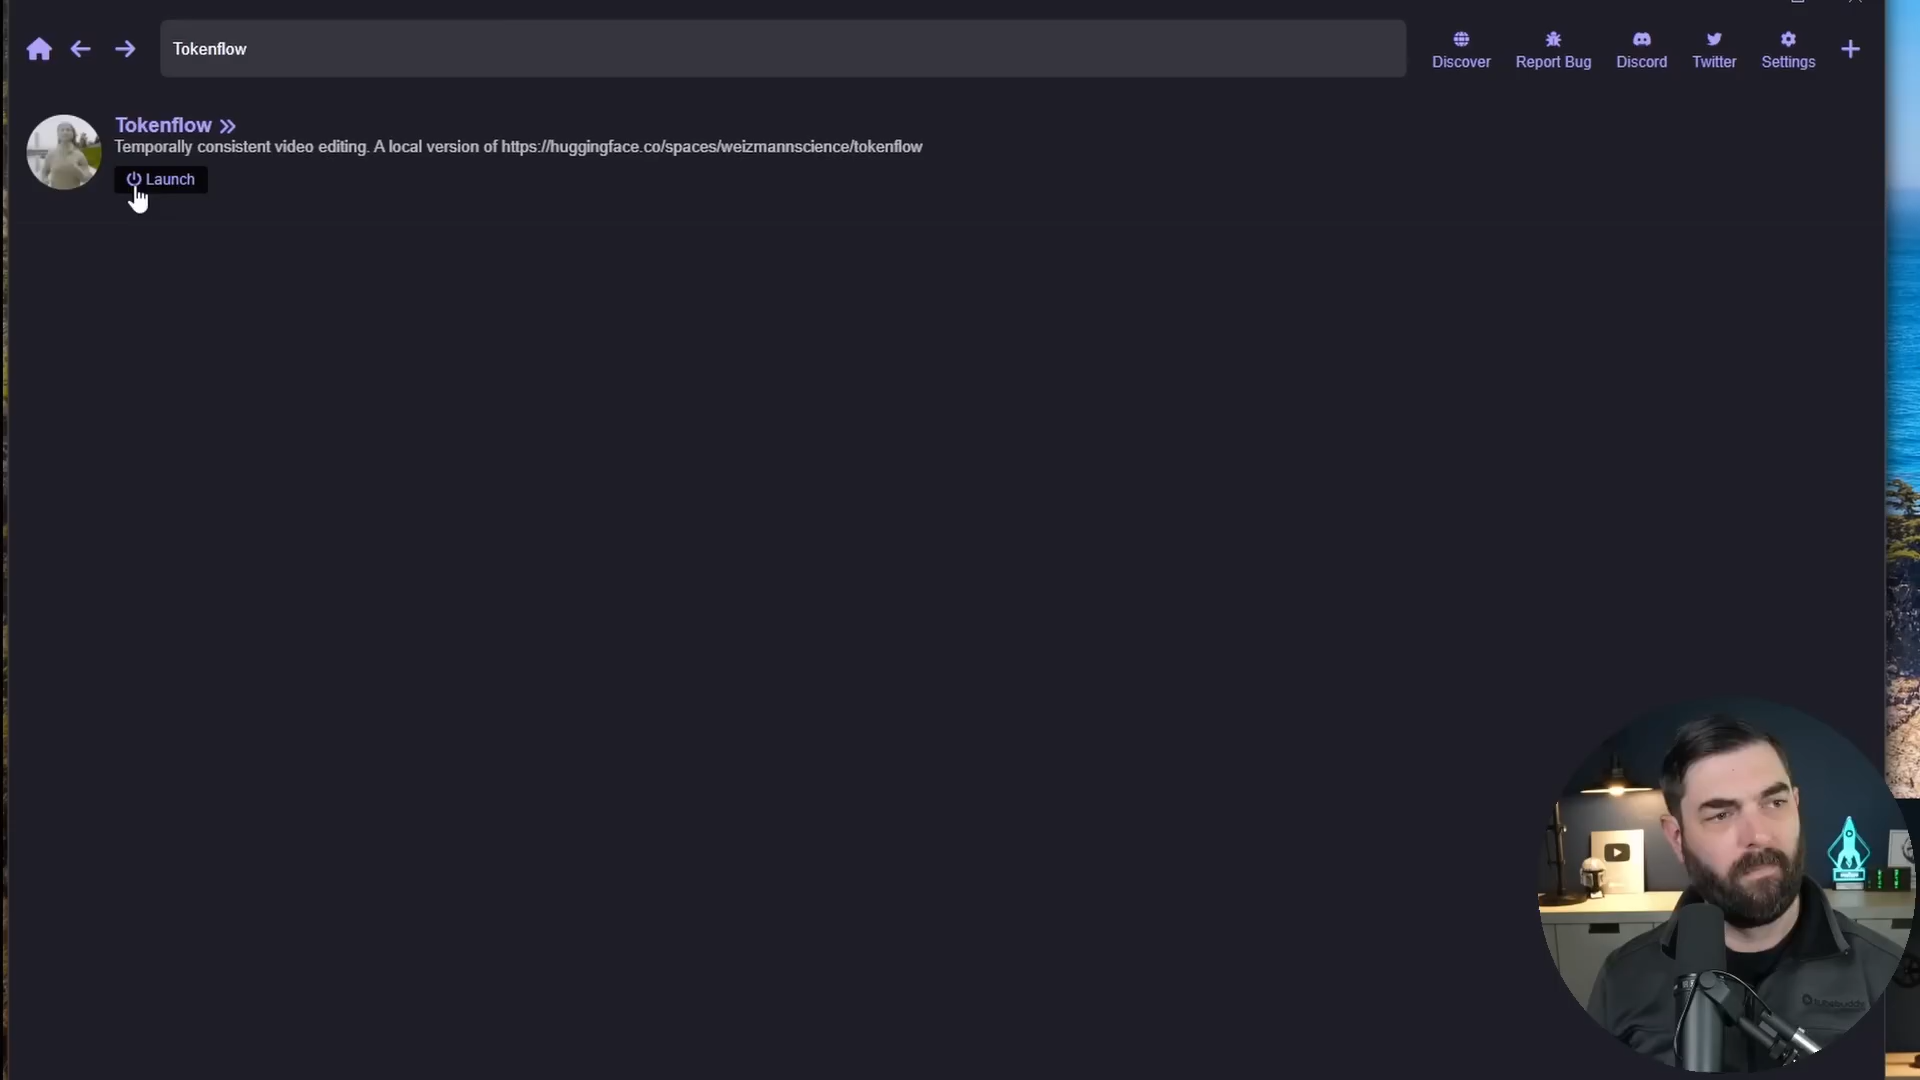 Tokenflow
Discover
Report Bug
Discord
Twitter
Settings
Tokenflow
Temporally consistent video editing. A local version of https://huggingface.co/spaces/weizmannscience/tokenflow
Launch